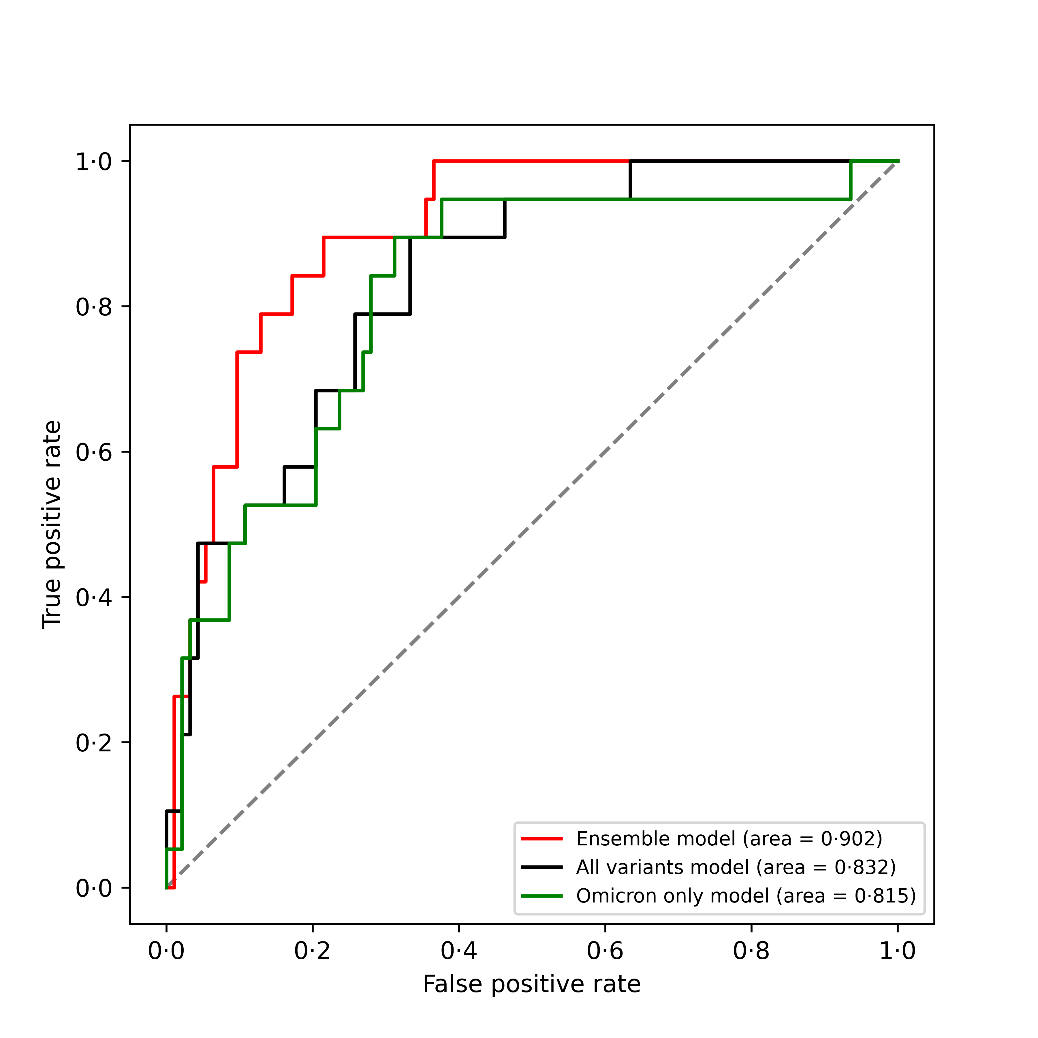 1·0
0·8
0·6
0·4
0·2
0·0
True positive rate
Ensemble model (area = 0·902)
All variants model (area = 0·832)
Omicron only model (area = 0·815)
0·0 0·2 0·4 0·6 0·8 1·0
False positive rate